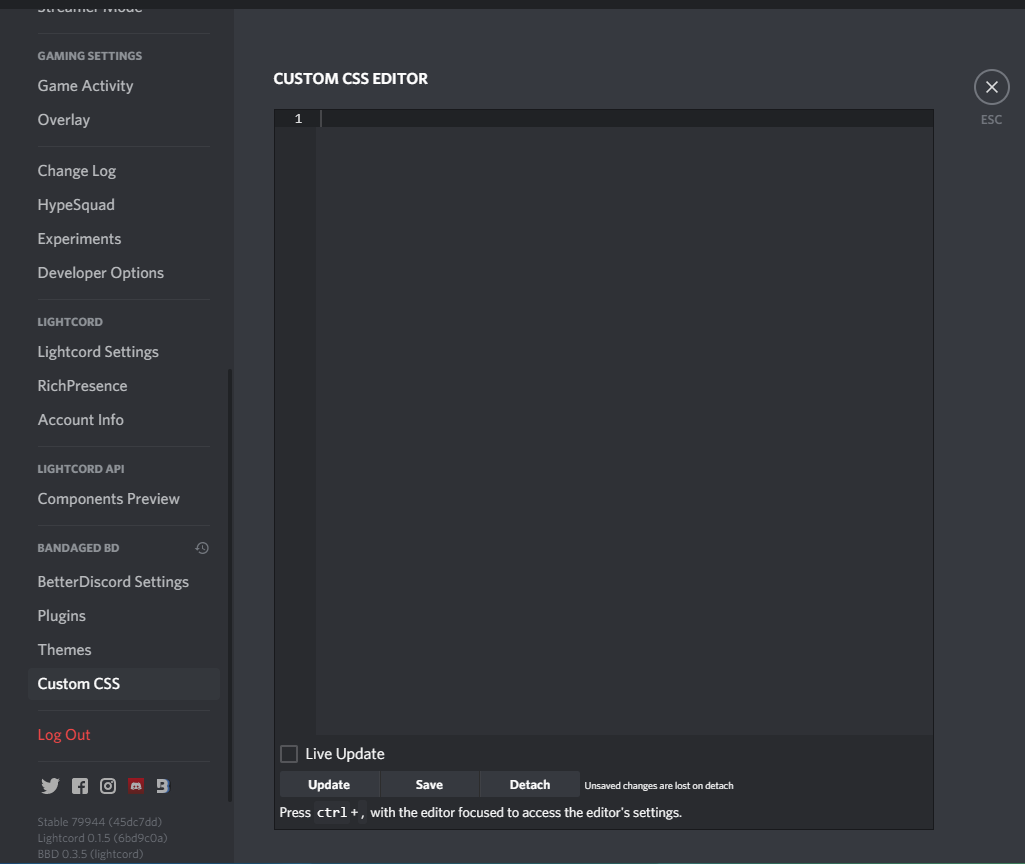 Streamer Mode
GAMING SETTINGS
Game Activity
Overlay
Change Log
HypeSquad
Experiments
Developer Options
LIGHTCORD
Lightcord Settings
RichPresence
Account Info
LIGHTCORD API
Components Preview
BANDAGED BD
BetterDiscord Settings
Plugins
Themes
Custom CSS
Log Out
Stable 79944 (45dc7dd)
Lightcord 0.1.5 (6bd9c0a)
BBD 0.3.5 (lightcord)
CUSTOM CSS EDITOR
1
Live Update
Update Save Detach Unsaved changes are lost on detach
Press ctrl + , with the editor focused to access the editor's settings.
ESC